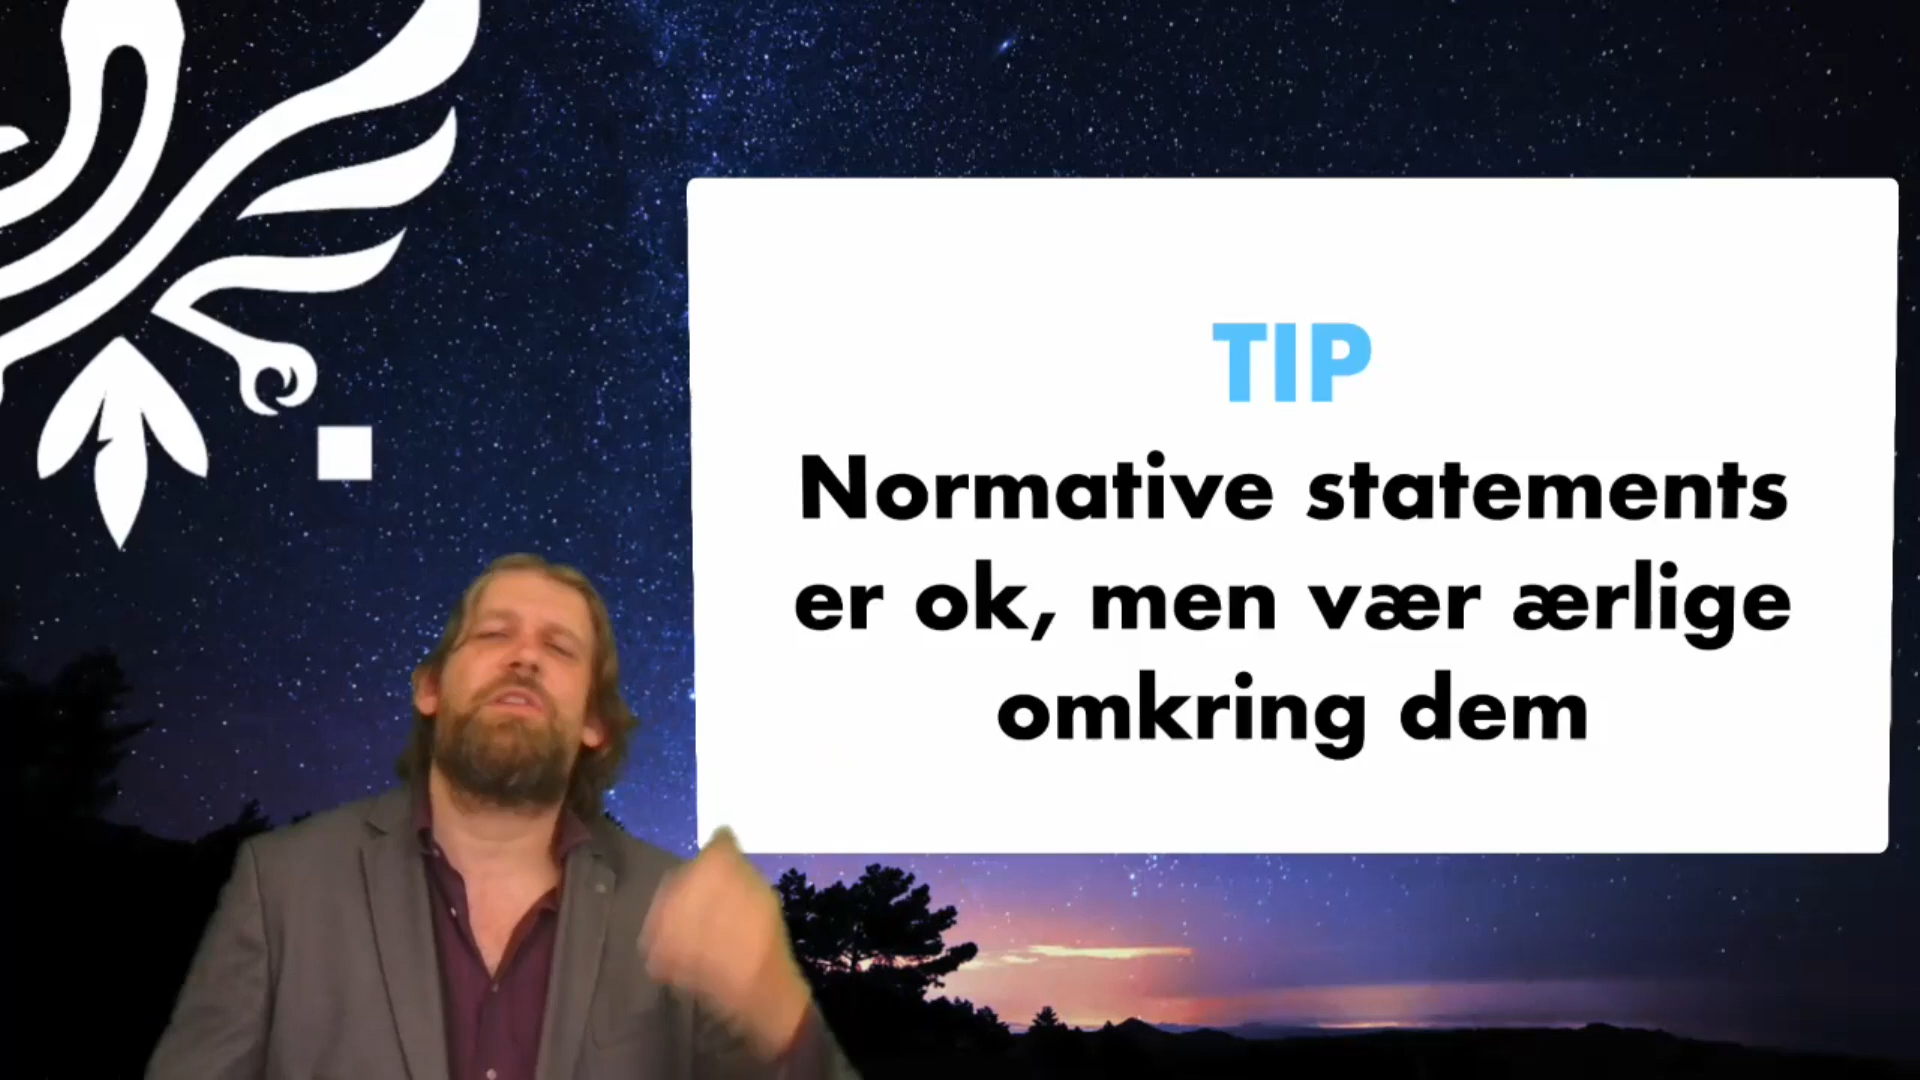 TIP
Normative statements
er ok, men vær ærlige
omkring dem